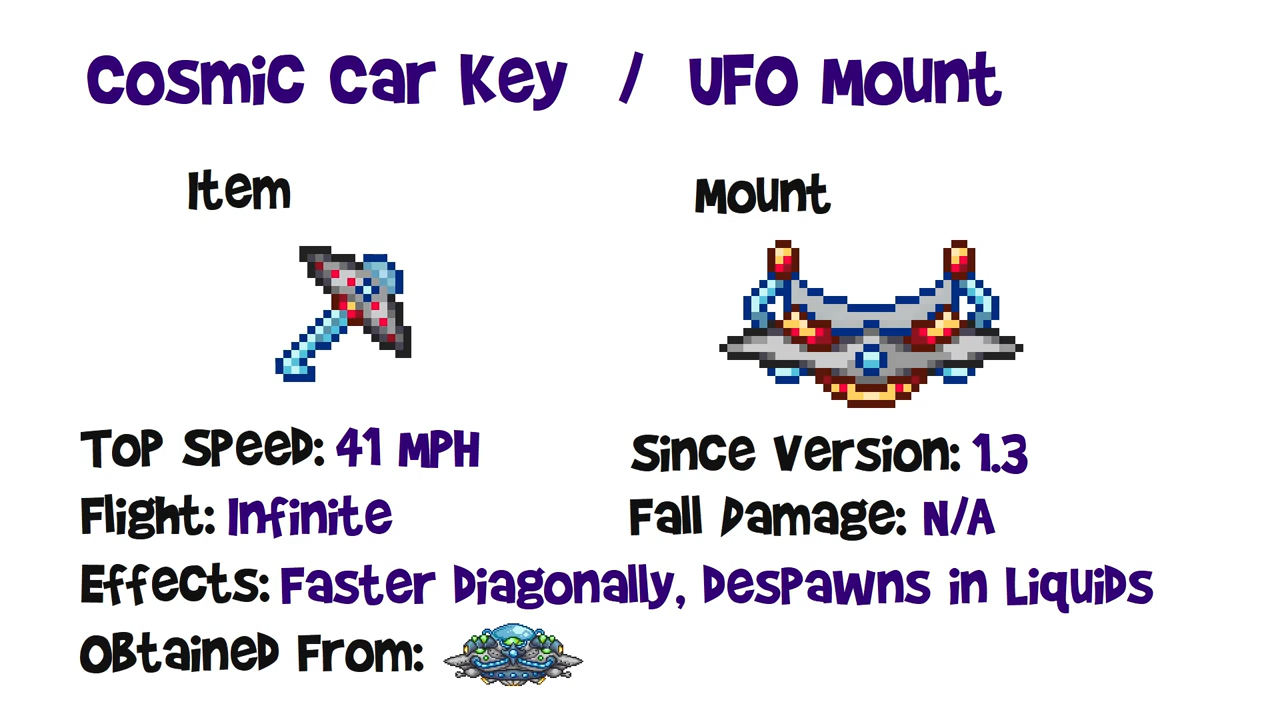 Cosmic Car Key / UFO Mount
Item
Mount
Top Speed: 41 MPH
Since Version: 1.3
Flight: Infinite
Fall Damage: N/A
Effects: Faster Diagonally, Despawns in Liquids
Obtained From: